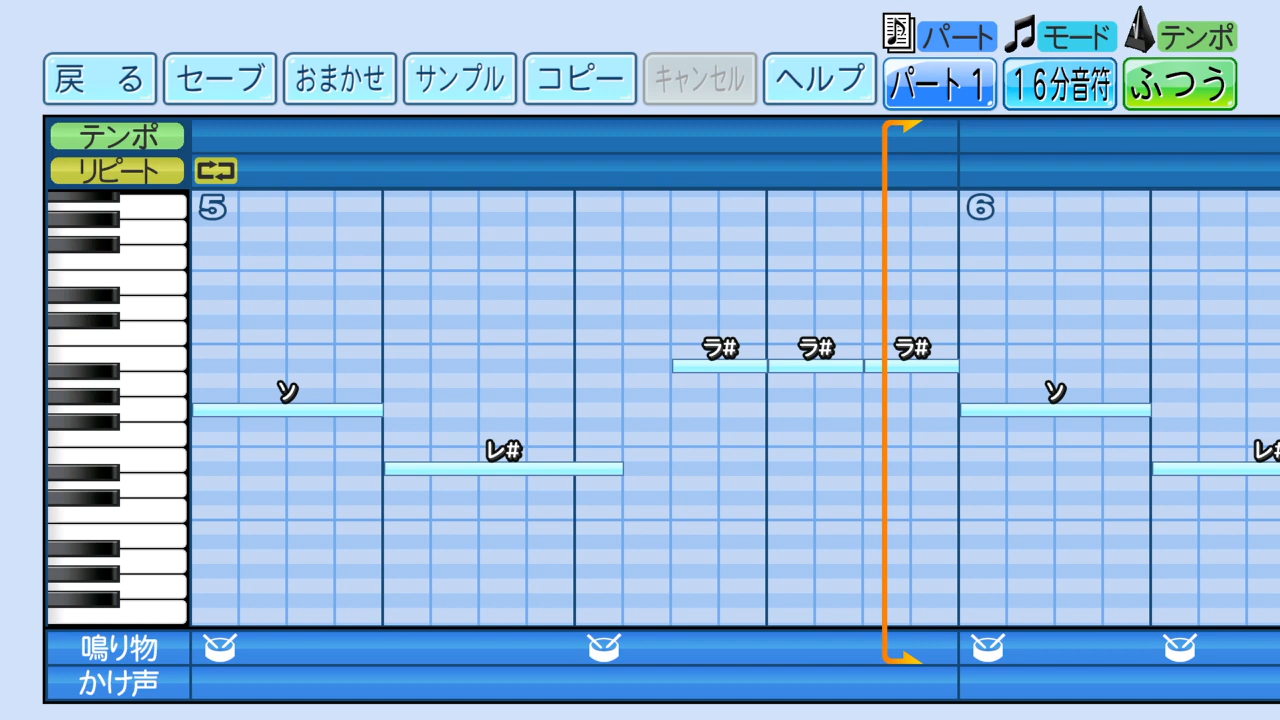 パート モード テンポ
戻る セーブ おまかせ サンプル コピー キャンセル ヘルプ パート1 16分音符 ふつう
テンポ
リピート
5 6
ラ# ラ# ラ#
ソ ソ
レ# レ#
鳴り物
かけ声